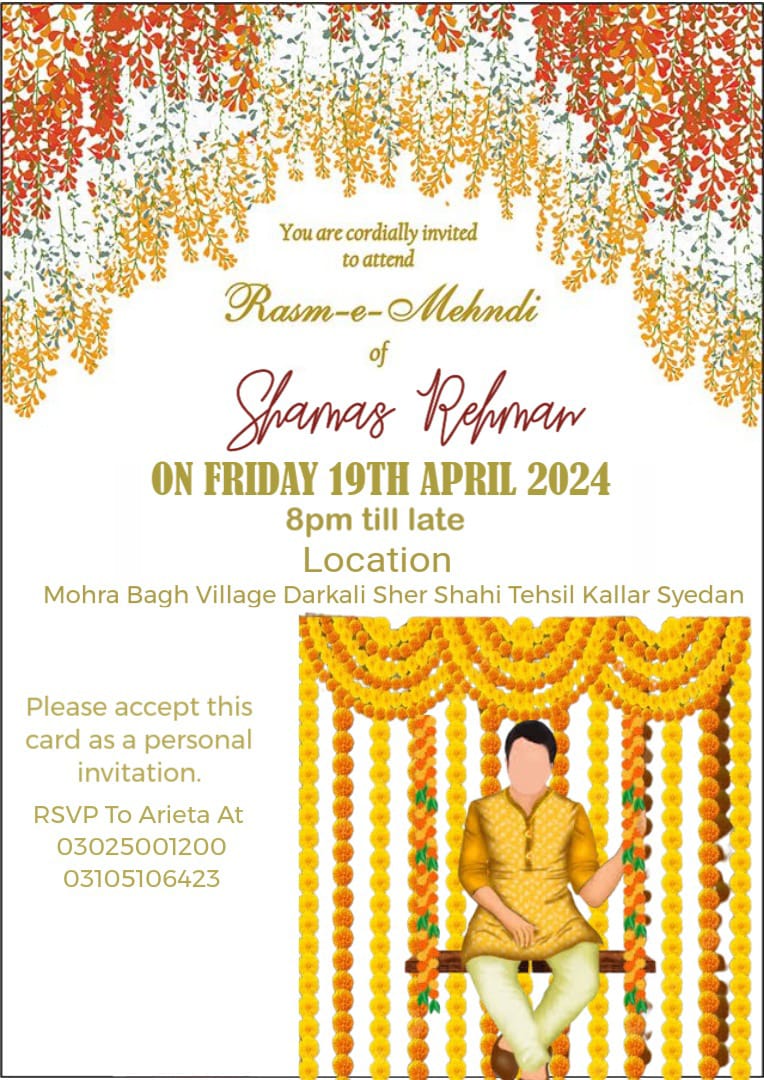 You are cordially invited
to attend
Rasm-e-Mehndi
of
Shamas Rehman
ON FRIDAY 19TH APRIL 2024
8pm till late
Location
Mohra Bagh Village Darkali Sher Shahi Tehsil Kallar Syedan
Please accept this
card as a personal
invitation.
RSVP To Arieta At
03025001200
03105106423